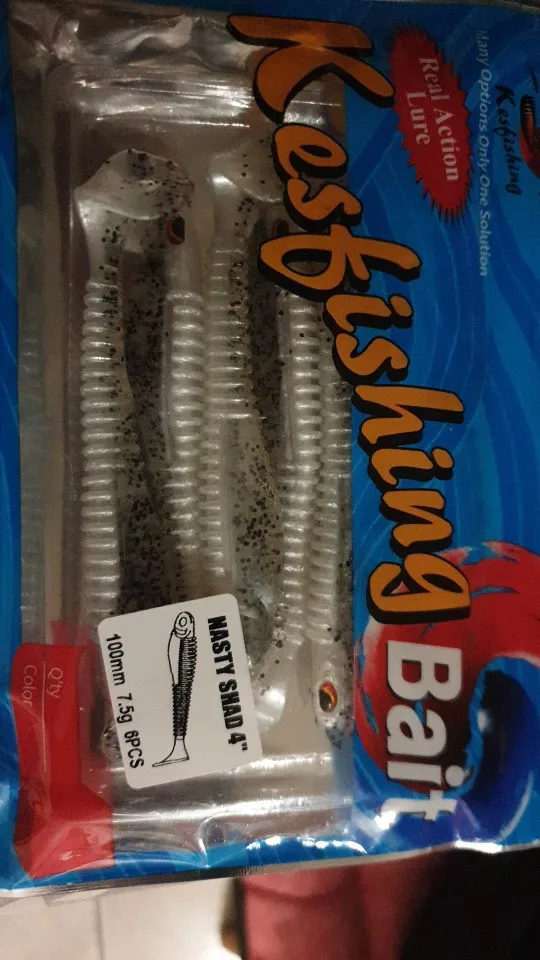 Kesfishing
Many Options Only One Solution
Real Action
Lure
Kesfishing
Bait
NASTY SHAD 4"
100mm 7.5g 6PCS
Q'ty
Color